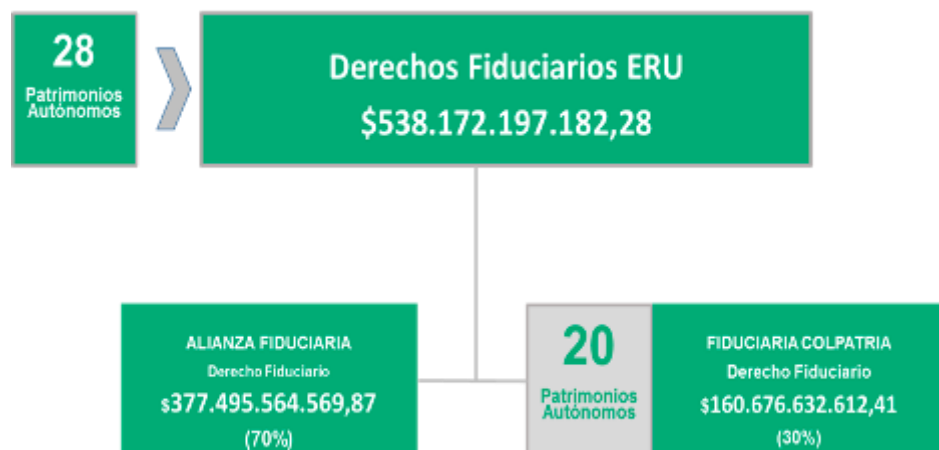 28
Patrimonios
Autónomos
Derechos Fiduciarios ERU
$538.172.197.182,28
ALIANZA FIDUCIARIA
Derecho Fiduciario
$377.495.564.569,87
(70%)
20
Patrimonios
Autónomos
FIDUCIARIA COLPATRIA
Derecho Fiduciario
$160.676.632.612,41
(30%)